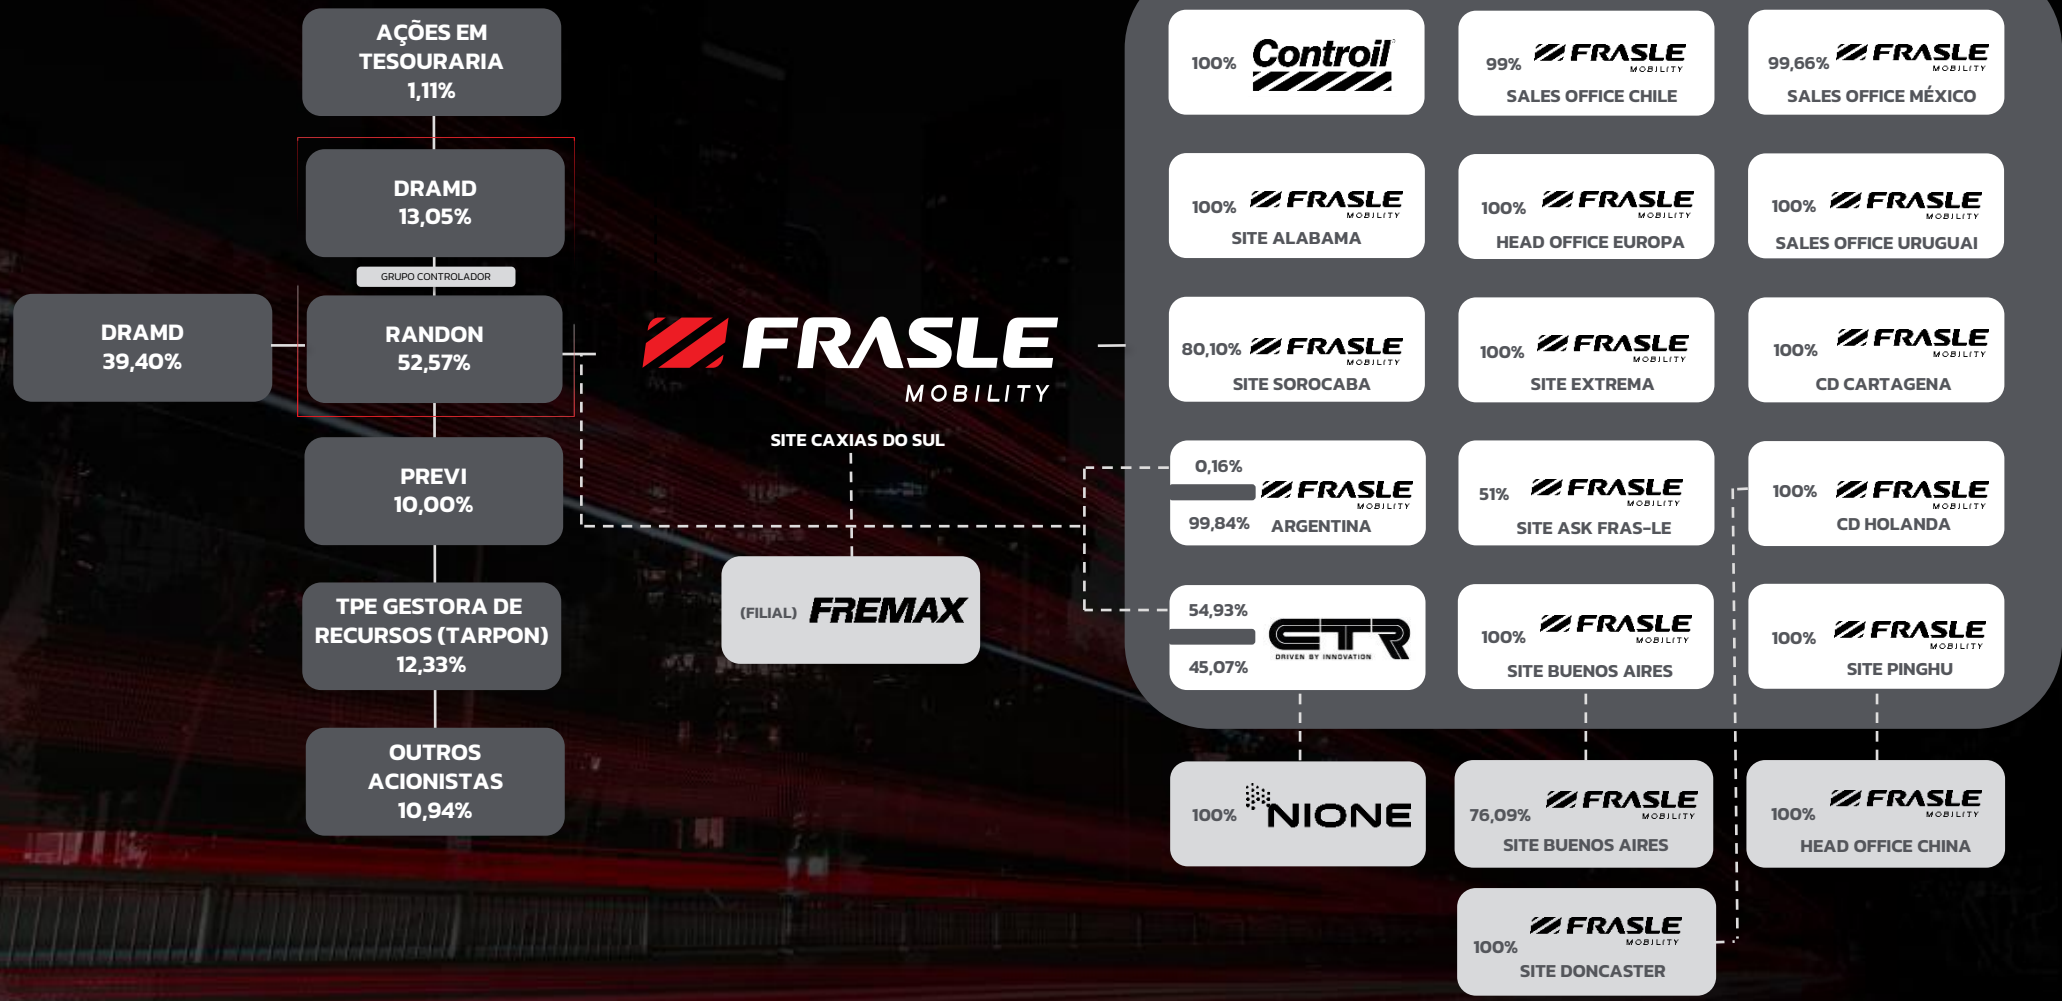 AÇÕES EM
TESOURARIA
1,11%
DRAMD
13,05%
GRUPO CONTROLADOR
DRAMD
39,40%
RANDON
52,57%
PREVI
10,00%
TPE GESTORA DE
RECURSOS (TARPON)
12,33%
OUTROS
ACIONISTAS
10,94%
FRASLE
MOBILITY
SITE CAXIAS DO SUL
(FILIAL) FREMAX
100% Controil
99% FRASLE
MOBILITY
SALES OFFICE CHILE
99,66% FRASLE
MOBILITY
SALES OFFICE MÉXICO
100% FRASLE
MOBILITY
SITE ALABAMA
100% FRASLE
MOBILITY
HEAD OFFICE EUROPA
100% FRASLE
MOBILITY
SALES OFFICE URUGUAI
80,10% FRASLE
MOBILITY
SITE SOROCABA
100% FRASLE
MOBILITY
SITE EXTREMA
100% FRASLE
MOBILITY
CD CARTAGENA
0,16%
FRASLE
MOBILITY
99,84% ARGENTINA
51% FRASLE
MOBILITY
SITE ASK FRAS-LE
100% FRASLE
MOBILITY
CD HOLANDA
54,93%
CTR
DRIVEN BY INNOVATION
45,07%
100% FRASLE
MOBILITY
SITE BUENOS AIRES
100% FRASLE
MOBILITY
SITE PINGHU
100% NIONE
76,09% FRASLE
MOBILITY
SITE BUENOS AIRES
100% FRASLE
MOBILITY
HEAD OFFICE CHINA
100% FRASLE
MOBILITY
SITE DONCASTER